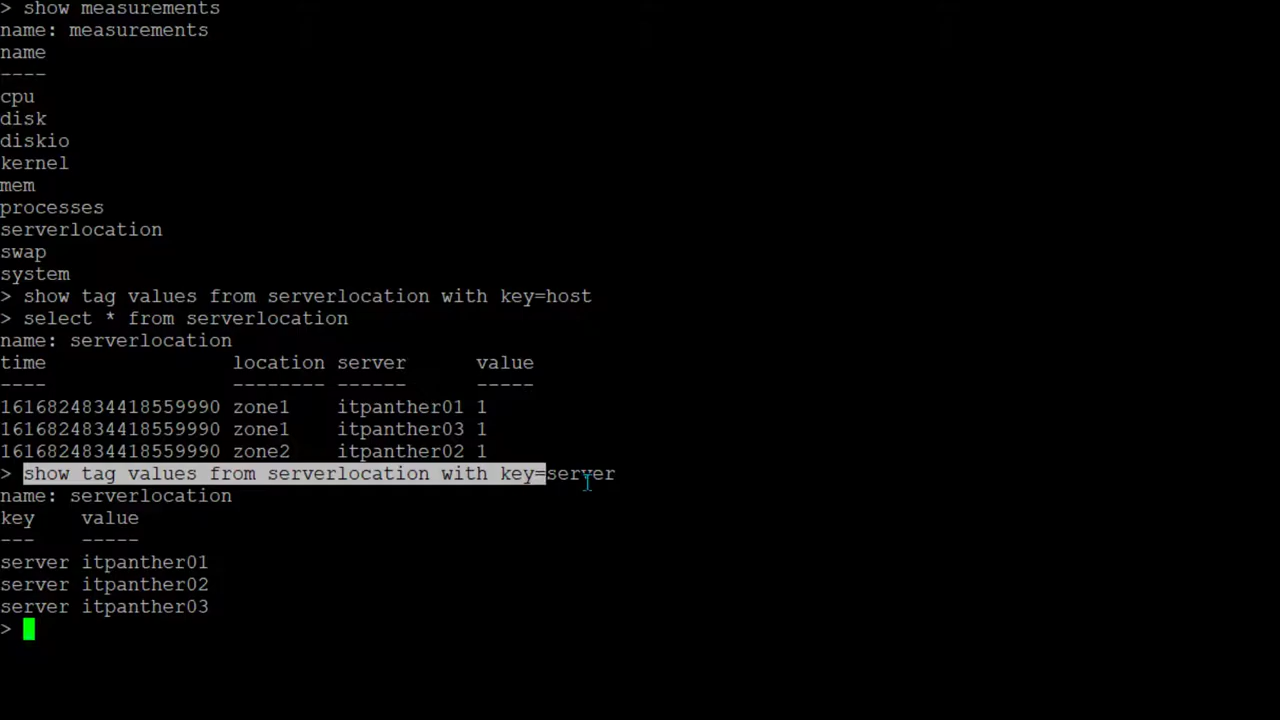 > show measurements
name: measurements
name
----
cpu
disk
diskio
kernel
mem
processes
serverlocation
swap
system
> show tag values from serverlocation with key=host
> select * from serverlocation
name: serverlocation
time                location server      value
----                -------- ------      -----
1616824834418559990 zone1    itpanther01 1
1616824834418559990 zone1    itpanther03 1
1616824834418559990 zone2    itpanther02 1
> show tag values from serverlocation with key=server
name: serverlocation
key    value
---    -----
server itpanther01
server itpanther02
server itpanther03
>